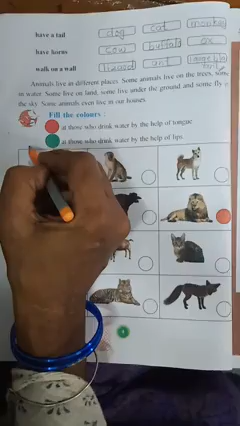 have a tail dog cat monkey
have horns cow buffalo ox
walk on a wall lizard ant
Animals live in different places. Some animals live on the trees, some
in water. Some live on land, some live under the ground and some fly
the sky. Some animals even live in our houses.
Fill the colours :
at those who drink water by the help of tongue
at those who drink water by the help of lips.